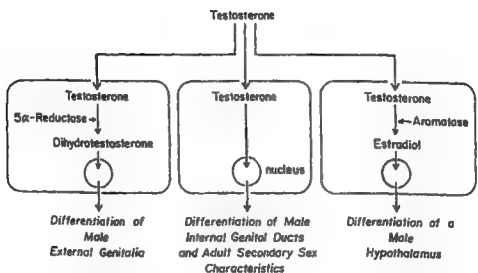 Testosterone
Testosterone
Testosterone
Testosterone
5α-Reductase
Aromatase
Dihydrotestosterone
Estradiol
nucleus
Differentiation of
Male
External Genitalia
Differentiation of Male
Internal Genital Ducts
and Adult Secondary Sex
Characteristics
Differentiation of a
Male
Hypothalamus